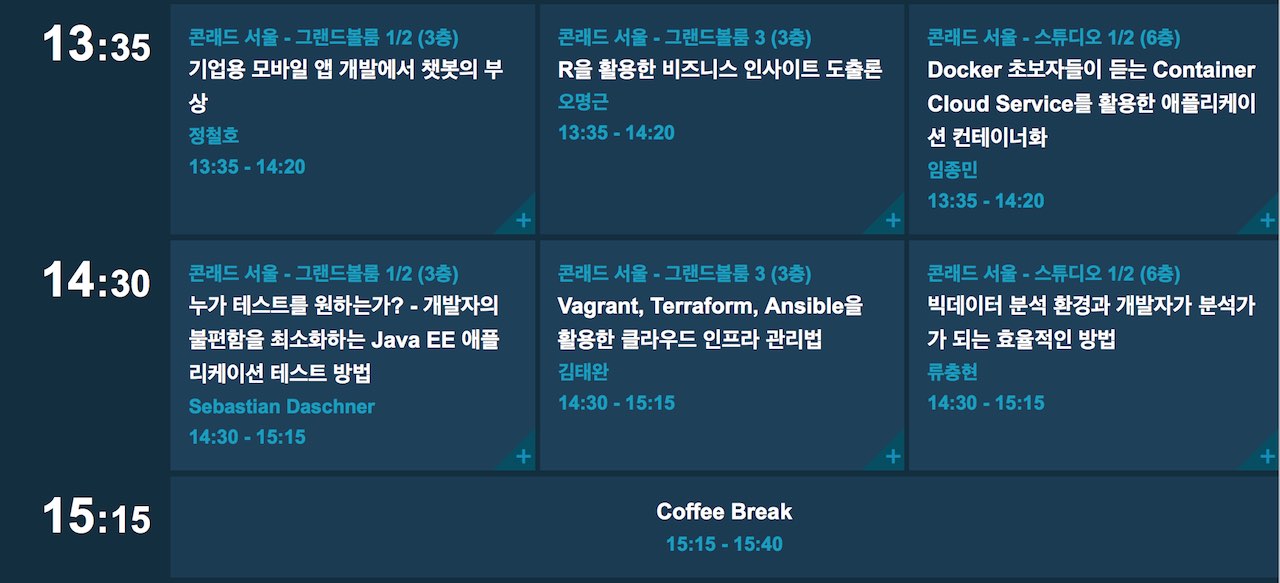 13:35
콘래드 서울 - 그랜드볼룸 1/2 (3층)
기업용 모바일 앱 개발에서 챗봇의 부
상
정철호
13:35 - 14:20
+
콘래드 서울 - 그랜드볼룸 3 (3층)
R을 활용한 비즈니스 인사이트 도출론
오명근
13:35 - 14:20
+
콘래드 서울 - 스튜디오 1/2 (6층)
Docker 초보자들이 듣는 Container
Cloud Service를 활용한 애플리케이
션 컨테이너화
임종민
13:35 - 14:20
+
14:30
콘래드 서울 - 그랜드볼룸 1/2 (3층)
누가 테스트를 원하는가? - 개발자의
불편함을 최소화하는 Java EE 애플
리케이션 테스트 방법
Sebastian Daschner
14:30 - 15:15
+
콘래드 서울 - 그랜드볼룸 3 (3층)
Vagrant, Terraform, Ansible을
활용한 클라우드 인프라 관리법
김태완
14:30 - 15:15
+
콘래드 서울 - 스튜디오 1/2 (6층)
빅데이터 분석 환경과 개발자가 분석가
가 되는 효율적인 방법
류충현
14:30 - 15:15
+
15:15
Coffee Break
15:15 - 15:40